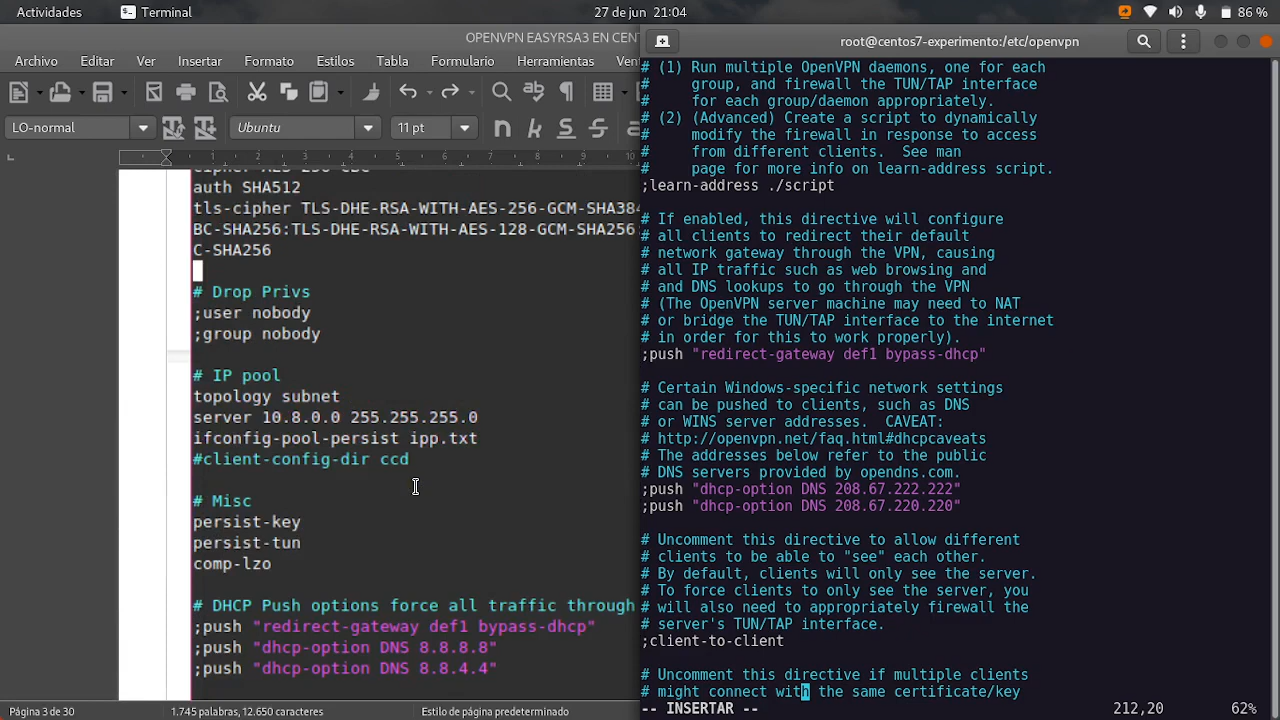 Actividades
Terminal
27 de jun 21:04
86 %
OPENVPN EASYRSA3 EN CENT
Archivo Editar Ver Insertar Formato Estilos Tabla Formulario Herramientas
LO-normal
Ubuntu
11 pt
n k S S a
1 2 3 4 5 6 7 8 9 10
cipher AES-256-CBC
auth SHA512
tls-cipher TLS-DHE-RSA-WITH-AES-256-GCM-SHA384
BC-SHA256:TLS-DHE-RSA-WITH-AES-128-GCM-SHA256:
C-SHA256
# Drop Privs
;user nobody
;group nobody
# IP pool
topology subnet
server 10.8.0.0 255.255.255.0
ifconfig-pool-persist ipp.txt
#client-config-dir ccd
# Misc
persist-key
persist-tun
comp-lzo
# DHCP Push options force all traffic through
;push "redirect-gateway def1 bypass-dhcp"
;push "dhcp-option DNS 8.8.8.8"
;push "dhcp-option DNS 8.8.4.4"
Página 3 de 30
1.745 palabras, 12.650 caracteres
Estilo de página predeterminado
root@centos7-experimento:/etc/openvpn
# (1) Run multiple OpenVPN daemons, one for each
#     group, and firewall the TUN/TAP interface
#     for each group/daemon appropriately.
# (2) (Advanced) Create a script to dynamically
#     modify the firewall in response to access
#     from different clients.  See man
#     page for more info on learn-address script.
;learn-address ./script
# If enabled, this directive will configure
# all clients to redirect their default
# network gateway through the VPN, causing
# all IP traffic such as web browsing and
# and DNS lookups to go through the VPN
# (The OpenVPN server machine may need to NAT
# or bridge the TUN/TAP interface to the internet
# in order for this to work properly).
;push "redirect-gateway def1 bypass-dhcp"
# Certain Windows-specific network settings
# can be pushed to clients, such as DNS
# or WINS server addresses.  CAVEAT:
# http://openvpn.net/faq.html#dhcpcaveats
# The addresses below refer to the public
# DNS servers provided by opendns.com.
;push "dhcp-option DNS 208.67.222.222"
;push "dhcp-option DNS 208.67.220.220"
# Uncomment this directive to allow different
# clients to be able to "see" each other.
# By default, clients will only see the server.
# To force clients to only see the server, you
# will also need to appropriately firewall the
# server's TUN/TAP interface.
;client-to-client
# Uncomment this directive if multiple clients
# might connect with the same certificate/key
-- INSERTAR --
212,20
62%